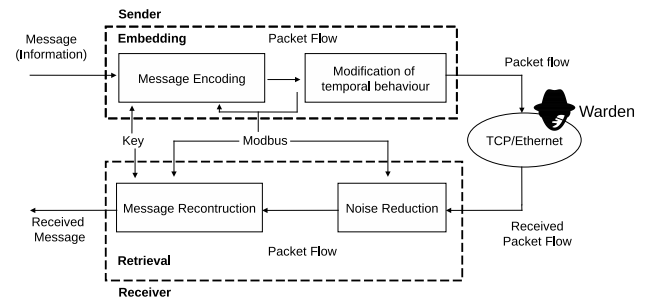 Sender
Message
(Information)
Embedding
Packet Flow
Message Encoding
Modification of
temporal behaviour
Packet flow
Warden
TCP/Ethernet
Key
Modbus
Message Recontruction
Noise Reduction
Received
Message
Packet Flow
Received
Packet Flow
Retrieval
Receiver